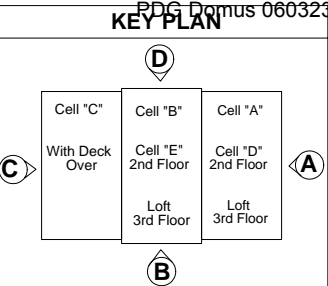 PDG Domus 060323
KEY PLAN
D
Cell "C"
Cell "B"
Cell "A"
With Deck
Over
Cell "E"
2nd Floor
Cell "D"
2nd Floor
C
A
Loft
3rd Floor
Loft
3rd Floor
B